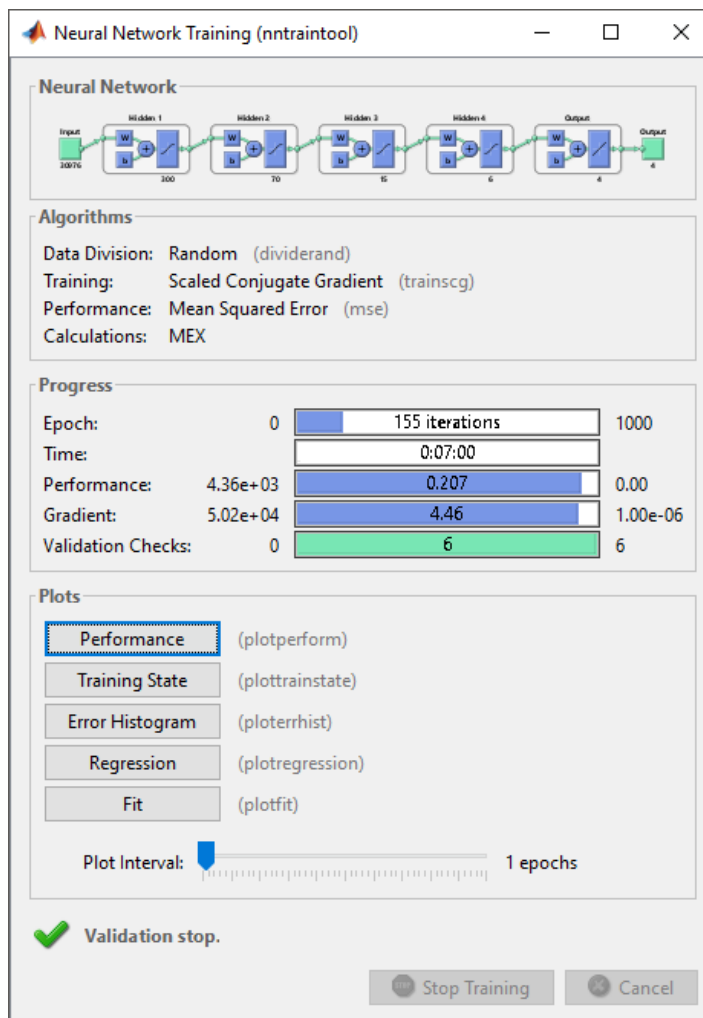 Neural Network Training (nntraintool)
Neural Network
Hidden 1 Hidden 2 Hidden 3 Hidden 4 Output
Input Output
W W W W W
b b b b b
30976 300 70 15 6 4 4
Algorithms
Data Division: Random (dividerand)
Training: Scaled Conjugate Gradient (trainscg)
Performance: Mean Squared Error (mse)
Calculations: MEX
Progress
Epoch: 0 155 iterations 1000
Time: 0:07:00
Performance: 4.36e+03 0.207 0.00
Gradient: 5.02e+04 4.46 1.00e-06
Validation Checks: 0 6 6
Plots
Performance (plotperform)
Training State (plottrainstate)
Error Histogram (ploterrhist)
Regression (plotregression)
Fit (plotfit)
Plot Interval: 1 epochs
Validation stop.
Stop Training Cancel